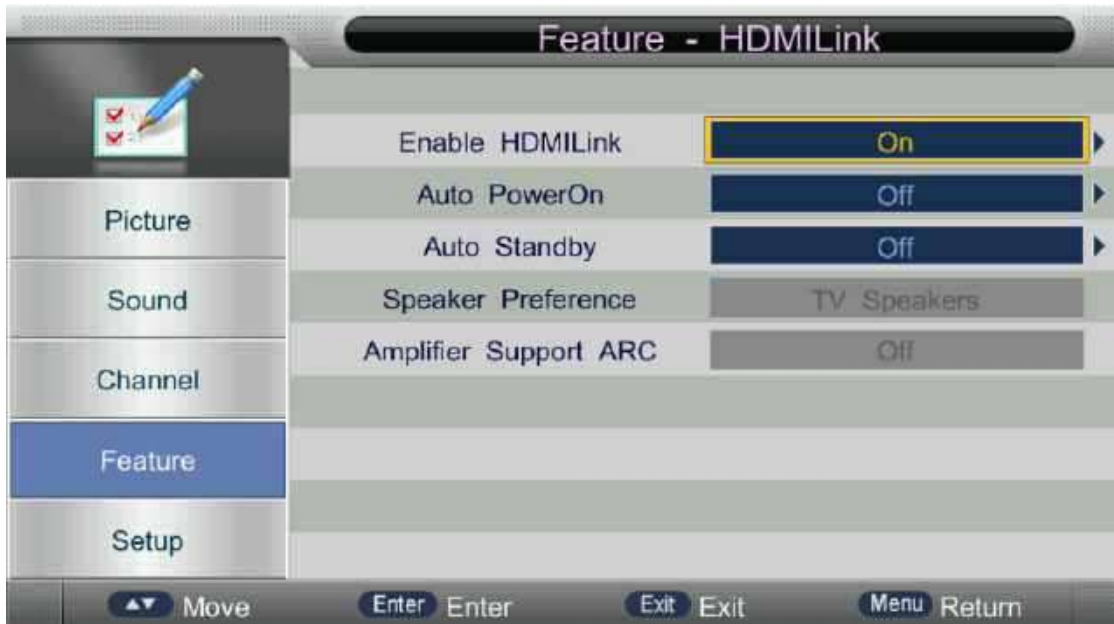 Feature - HDMILink
Enable HDMILink On
Auto PowerOn Off
Auto Standby Off
Speaker Preference TV Speakers
Amplifier Support ARC Off
Picture
Sound
Channel
Feature
Setup
Move Enter Enter Exit Exit Menu Return